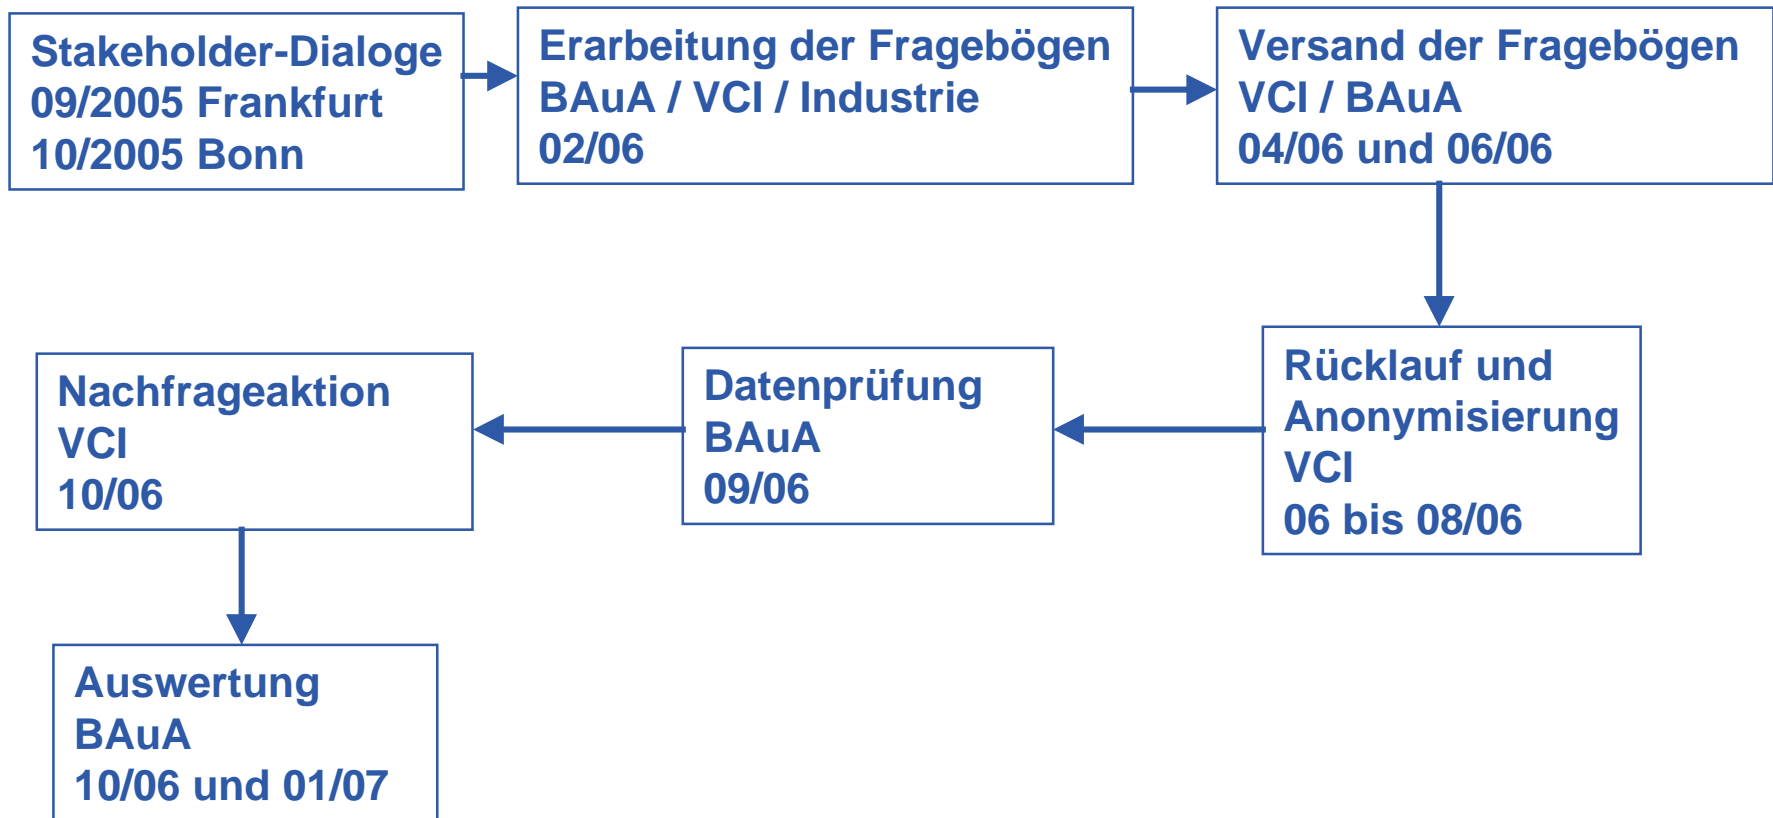 Stakeholder-Dialoge
09/2005 Frankfurt
10/2005 Bonn
Erarbeitung der Fragebögen
BAuA / VCI / Industrie
02/06
Versand der Fragebögen
VCI / BAuA
04/06 und 06/06
Rücklauf und
Anonymisierung
VCI
06 bis 08/06
Datenprüfung
BAuA
09/06
Nachfrageaktion
VCI
10/06
Auswertung
BAuA
10/06 und 01/07